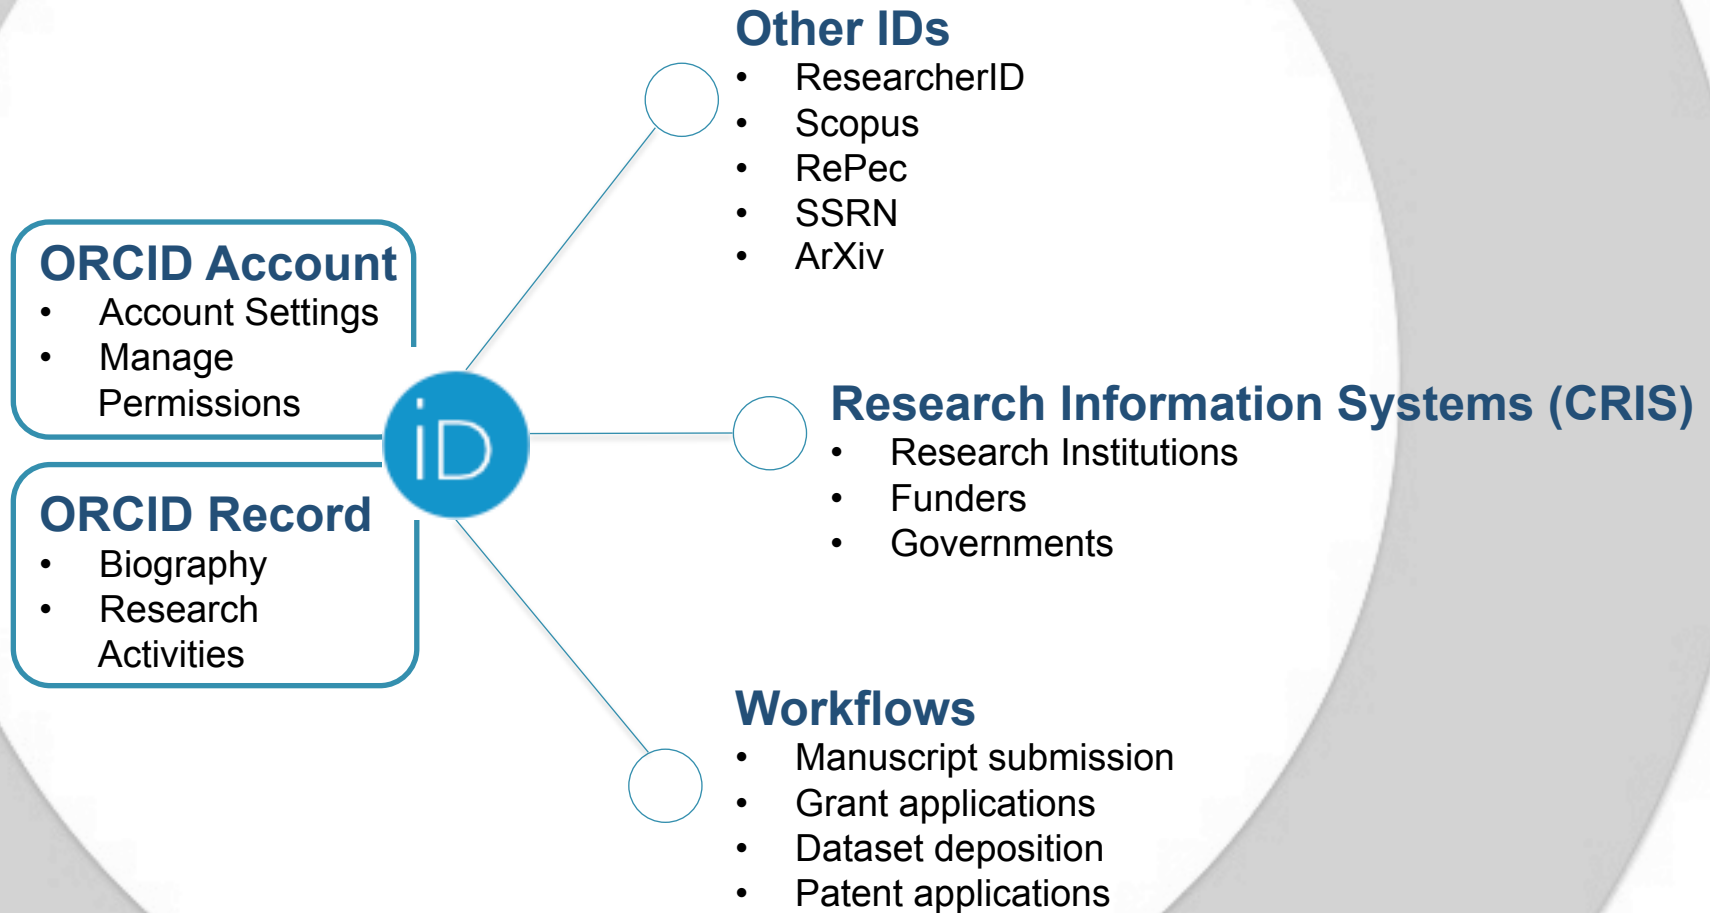 Other IDs
• ResearcherID
• Scopus
• RePec
• SSRN
• ArXiv
ORCID Account
• Account Settings
• Manage
Permissions
iD
ORCID Record
• Biography
• Research
Activities
Research Information Systems (CRIS)
• Research Institutions
• Funders
• Governments
Workflows
• Manuscript submission
• Grant applications
• Dataset deposition
• Patent applications